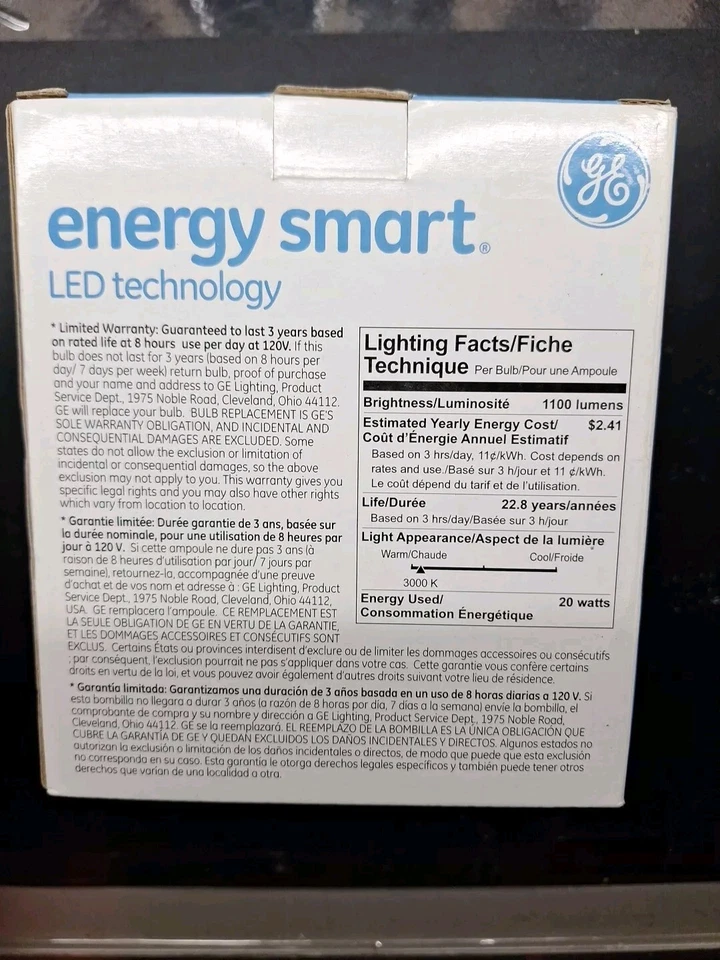 GE
energy smart®
LED technology
* Limited Warranty: Guaranteed to last 3 years based
on rated life at 8 hours use per day at 120V. If this
bulb does not last for 3 years (based on 8 hours per
day/ 7 days per week) return bulb, proof of purchase
and your name and address to GE Lighting, Product
Service Dept., 1975 Noble Road, Cleveland, Ohio 44112.
GE will replace your bulb. BULB REPLACEMENT IS GE'S
SOLE WARRANTY OBLIGATION, AND INCIDENTAL AND
CONSEQUENTIAL DAMAGES ARE EXCLUDED. Some
states do not allow the exclusion or limitation of
incidental or consequential damages, so the above
exclusion may not apply to you. This warranty gives you
specific legal rights and you may also have other rights
which vary from location to location.
* Garantie limitée: Durée garantie de 3 ans, basée sur
la durée nominale, pour une utilisation de 8 heures par
jour à 120 V. Si cette ampoule ne dure pas 3 ans (à
raison de 8 heures d'utilisation par jour/ 7 jours par
semaine), retournez-la, accompagnée d'une preuve
d'achat et de vos nom et adresse à : GE Lighting, Product
Service Dept., 1975 Noble Road, Cleveland, Ohio 44112,
USA. GE remplacera l'ampoule. CE REMPLACEMENT EST
LA SEULE OBLIGATION DE GE EN VERTU DE LA GARANTIE,
ET LES DOMMAGES ACCESSOIRES ET CONSÉCUTIFS SONT
EXCLUS. Certains États ou provinces interdisent d'exclure ou de limiter les dommages accessoires ou consécutifs
; par conséquent, l'exclusion pourrait ne pas s'appliquer dans votre cas. Cette garantie vous confère certains
droits en vertu de la loi, et vous pouvez avoir également d'autres droits suivant votre lieu de résidence.
* Garantía limitada: Garantizamos una duración de 3 años basada en un uso de 8 horas diarias a 120 V. Si
esta bombilla no llegara a durar 3 años (a razón de 8 horas por día, 7 días a la semana) envíe la bombilla, el
comprobante de compra y su nombre y dirección a GE Lighting, Product Service Dept., 1975 Noble Road,
Cleveland, Ohio 44112. GE se la reemplazará. EL REEMPLAZO DE LA BOMBILLA ES LA ÚNICA OBLIGACIÓN QUE
CUBRE LA GARANTÍA DE GE Y QUEDAN EXCLUIDOS LOS DAÑOS INCIDENTALES Y DIRECTOS. Algunos estados no
autorizan la exclusión o limitación de los daños incidentales o directos, de modo que puede que esta exclusión
no corresponda en su caso. Esta garantía le otorga derechos legales específicos y también puede tener otros
derechos que varían de una localidad a otra.
Lighting Facts/Fiche
Technique Per Bulb/Pour une Ampoule
Brightness/Luminosité 1100 lumens
Estimated Yearly Energy Cost/ $2.41
Coût d'Énergie Annuel Estimatif
Based on 3 hrs/day, 11¢/kWh. Cost depends on
rates and use./Basé sur 3 h/jour et 11 ¢/kWh.
Le coût dépend du tarif et de l'utilisation.
Life/Durée 22.8 years/années
Based on 3 hrs/day/Basée sur 3 h/jour
Light Appearance/Aspect de la lumière
Warm/Chaude Cool/Froide
3000 K
Energy Used/ 20 watts
Consommation Énergétique